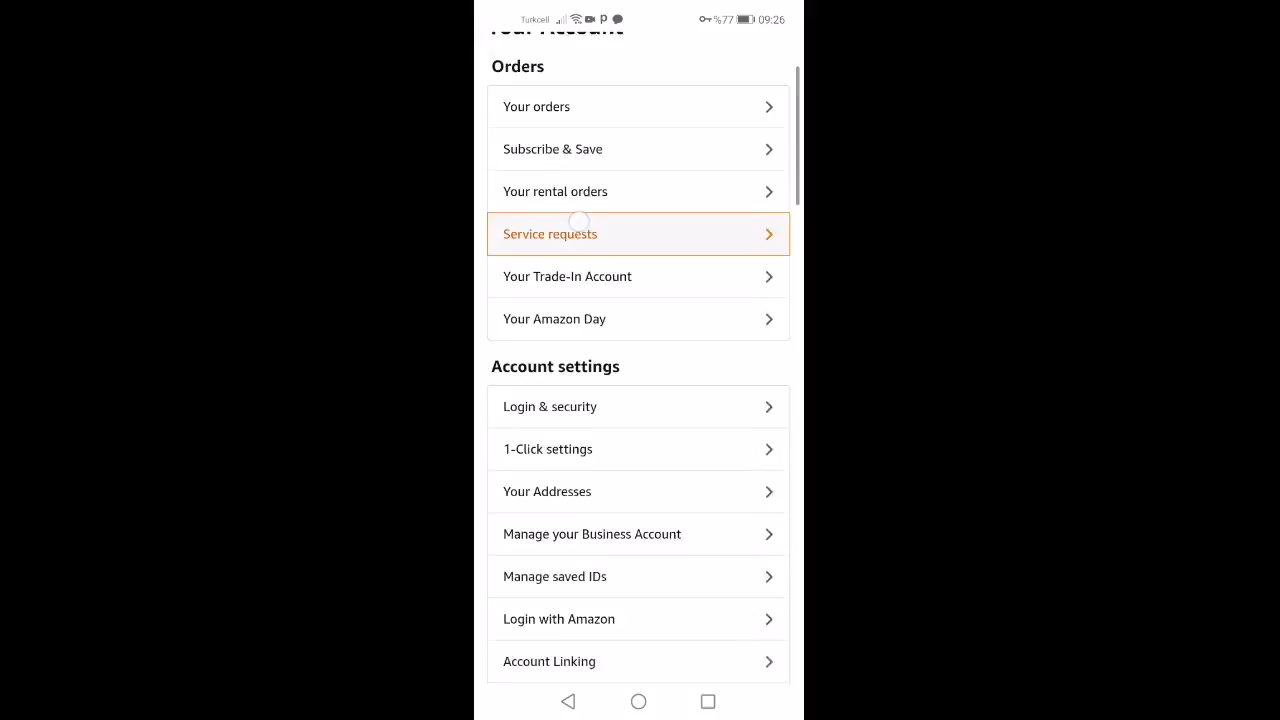 Turkcell P %77 09:26
Your Account
Orders
Your orders
Subscribe & Save
Your rental orders
Service requests
Your Trade-In Account
Your Amazon Day
Account settings
Login & security
1-Click settings
Your Addresses
Manage your Business Account
Manage saved IDs
Login with Amazon
Account Linking